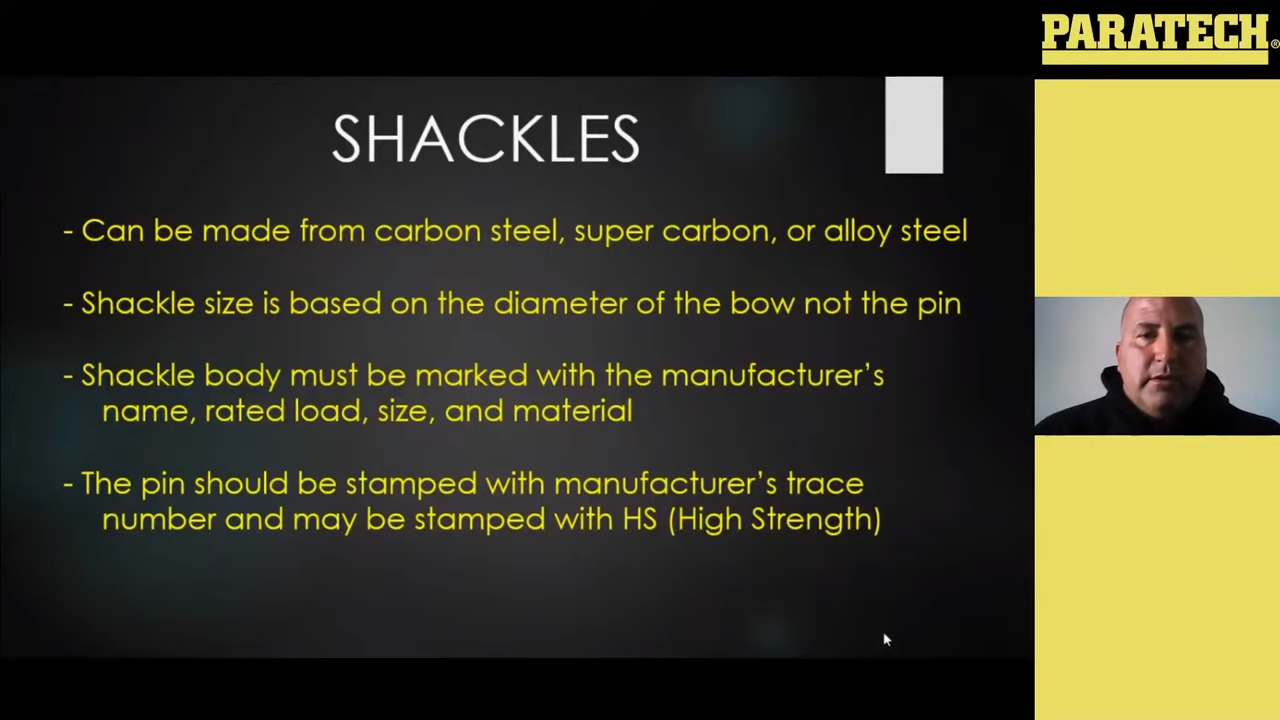 PARATECH®
SHACKLES
- Can be made from carbon steel, super carbon, or alloy steel
- Shackle size is based on the diameter of the bow not the pin
- Shackle body must be marked with the manufacturer's
name, rated load, size, and material
- The pin should be stamped with manufacturer's trace
number and may be stamped with HS (High Strength)